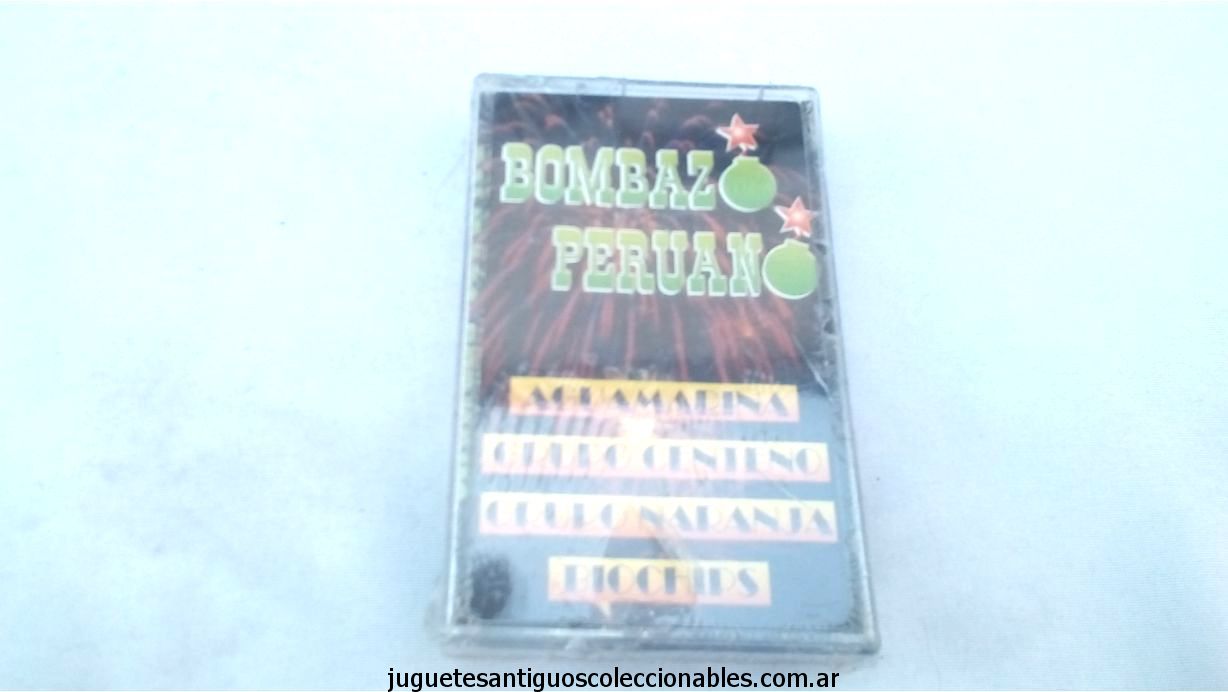 BOMBAZO
PERUANO
AGUAMARINA
GRUPO CENTENO
GRUPO NARANJA
BIOCHIPS
juguetesantiguoscoleccionables.com.ar